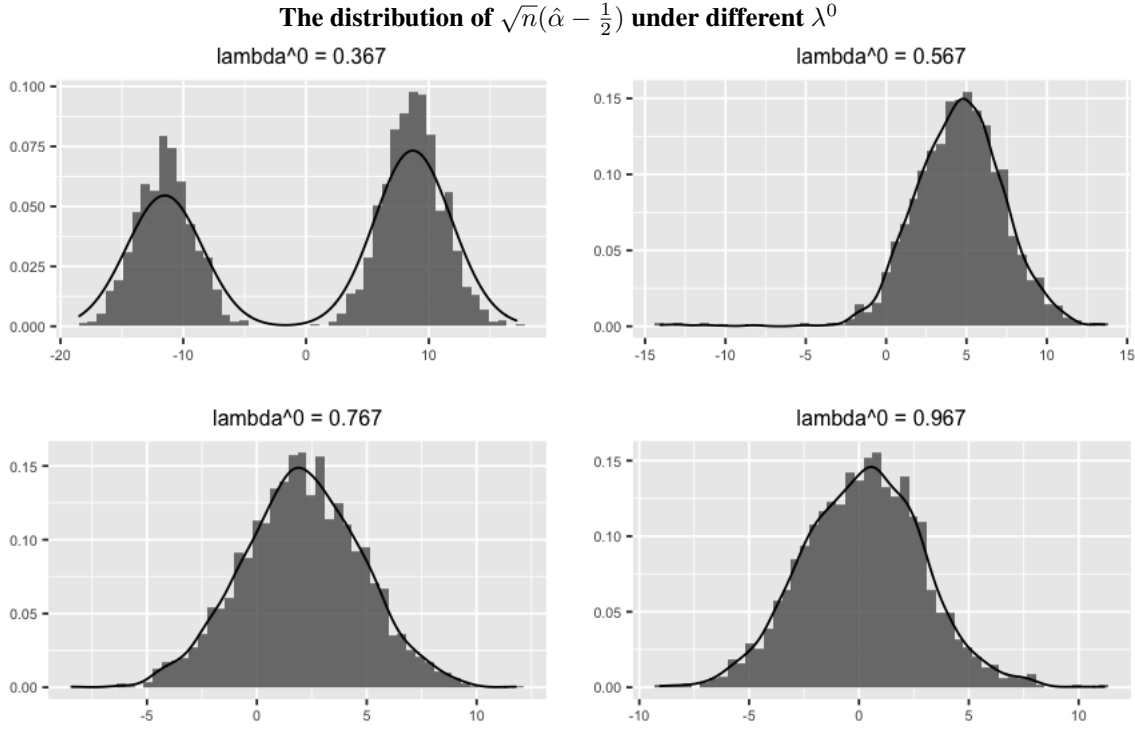 The distribution of √n(α̂ − 1/2) under different λ⁰
lambda^0 = 0.367
0.100
0.075
0.050
0.025
0.000
-20 -10 0 10
lambda^0 = 0.567
0.15
0.10
0.05
0.00
-15 -10 -5 0 5 10 15
lambda^0 = 0.767
0.15
0.10
0.05
0.00
-5 0 5 10
lambda^0 = 0.967
0.15
0.10
0.05
0.00
-10 -5 0 5 10